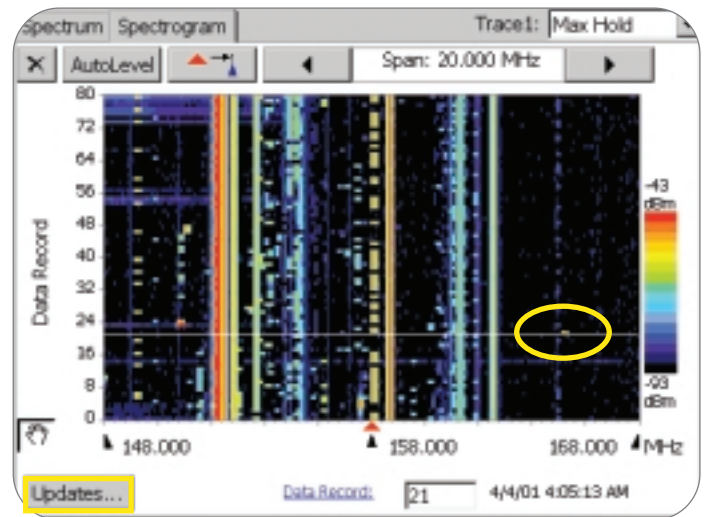 Spectrum Spectrogram Trace1: Max Hold
AutoLevel Span: 20.000 MHz
80
72
64
56
48
40
32
24
16
8
0
Data Record
-43
dBm
-93
dBm
148.000 158.000 168.000 MHz
Updates... Data Record: 21 4/4/01 4:05:13 AM